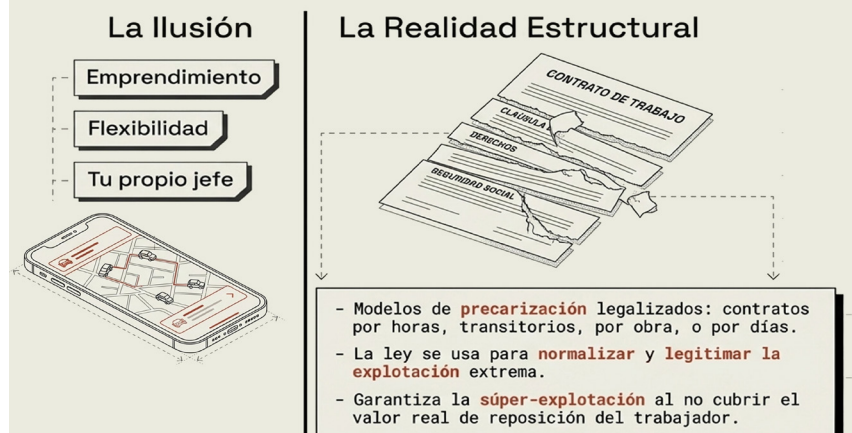 La Ilusión
Emprendimiento
Flexibilidad
Tu propio jefe
La Realidad Estructural
CONTRATO DE TRABAJO
CLÁUSULA
DERECHOS
SEGURIDAD SOCIAL
- Modelos de precarización legalizados: contratos
por horas, transitorios, por obra, o por días.
- La ley se usa para normalizar y legitimar la
explotación extrema.
- Garantiza la súper-explotación al no cubrir el
valor real de reposición del trabajador.